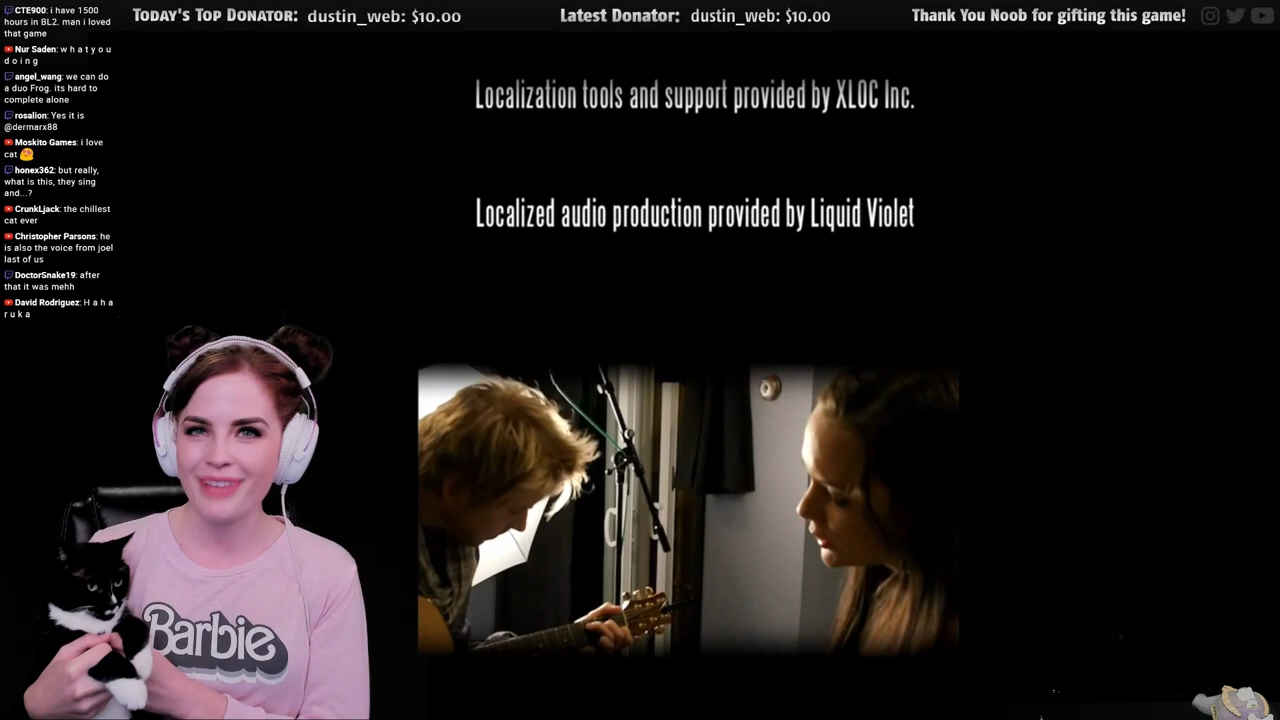 Today's Top Donator: dustin_web: $10.00
Latest Donator: dustin_web: $10.00
Thank You Noob for gifting this game!
CTE900: i have 1500
hours in BL2. man i loved
that game
Nur Saden: w h a t y o u
d o i n g
angel_wang: we can do
a duo Frog. its hard to
complete alone
rosalion: Yes it is
@dermarx88
Moskito Games: i love
cat
honex362: but really,
what is this, they sing
and...?
CrunkLjack: the chillest
cat ever
Christopher Parsons: he
is also the voice from joel
last of us
DoctorSnake19: after
that it was mehh
David Rodriguez: H a h a
r u k a
Localization tools and support provided by XLOC Inc.
Localized audio production provided by Liquid Violet
Barbie